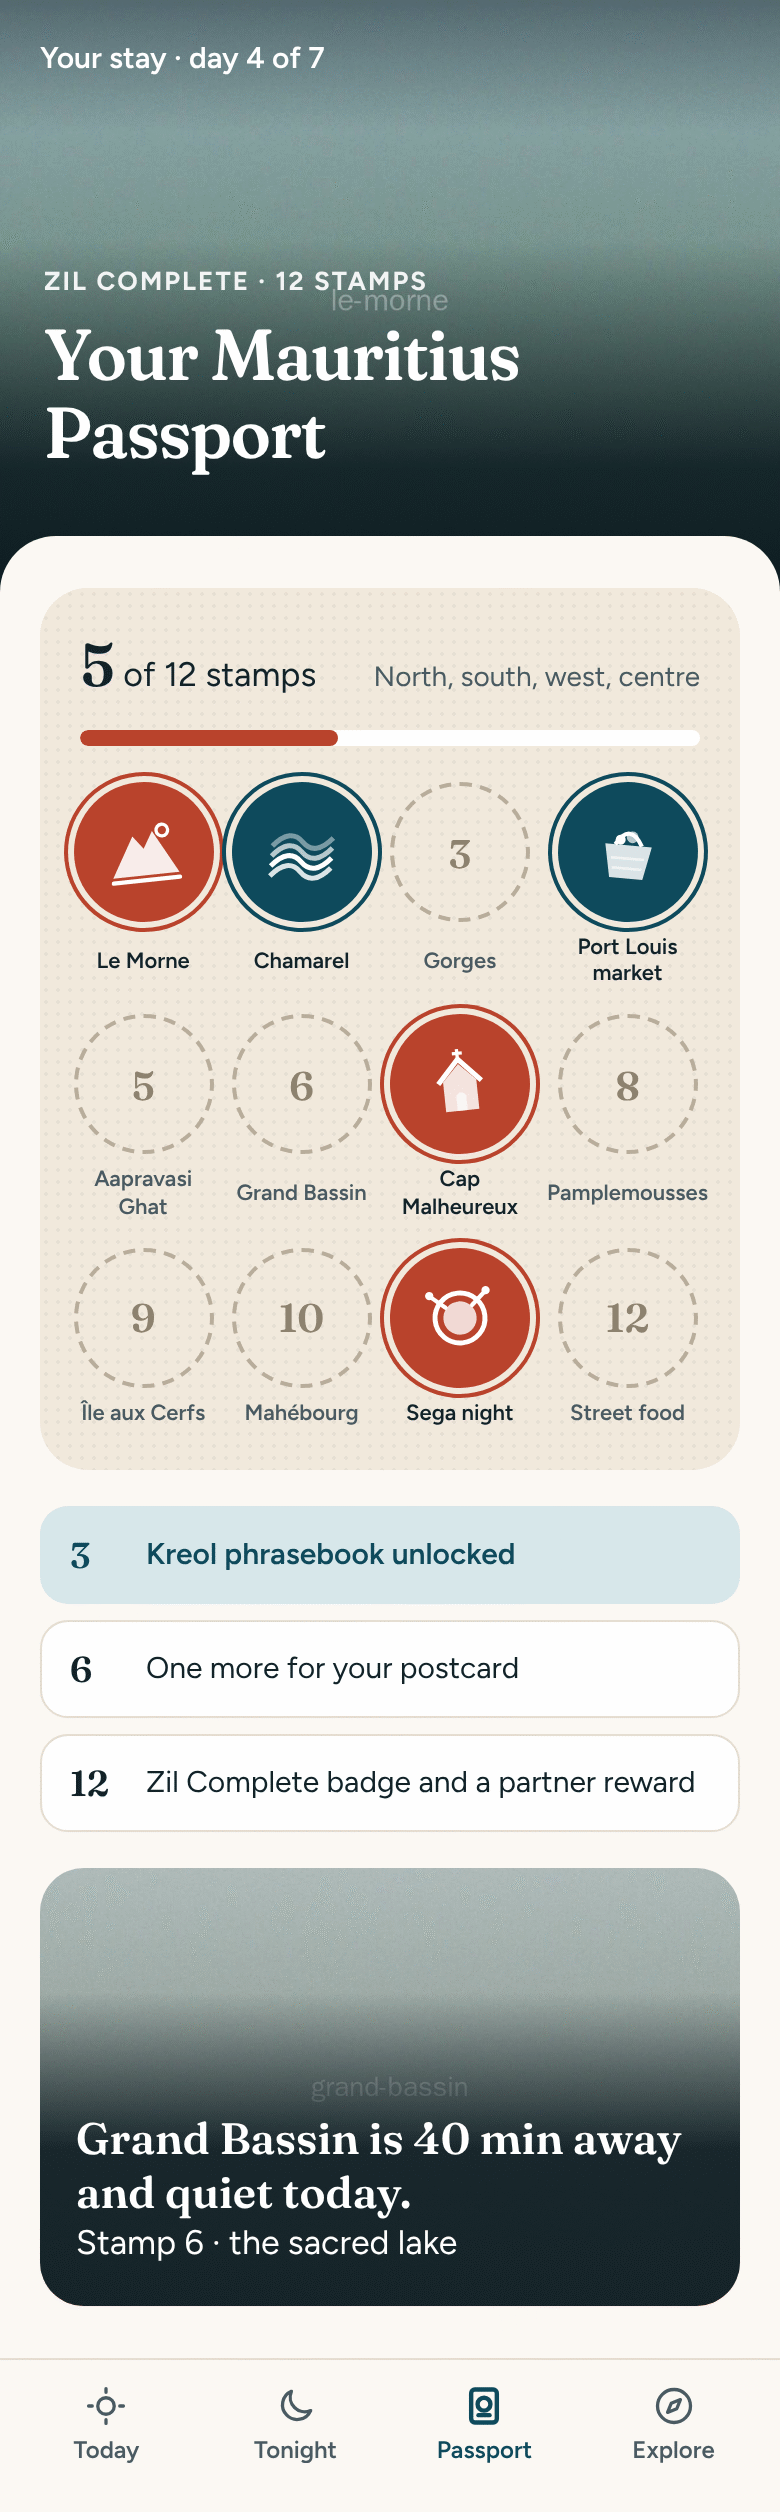 Your stay · day 4 of 7
ZIL COMPLETE · 12 STAMPS
le-morne
Your Mauritius
Passport
5 of 12 stamps
North, south, west, centre
3
Le Morne
Chamarel
Gorges
Port Louis
market
5
6
8
Aapravasi
Ghat
Grand Bassin
Cap
Malheureux
Pamplemousses
9
10
12
Île aux Cerfs
Mahébourg
Sega night
Street food
3 Kreol phrasebook unlocked
6 One more for your postcard
12 Zil Complete badge and a partner reward
grand-bassin
Grand Bassin is 40 min away
and quiet today.
Stamp 6 · the sacred lake
Today
Tonight
Passport
Explore